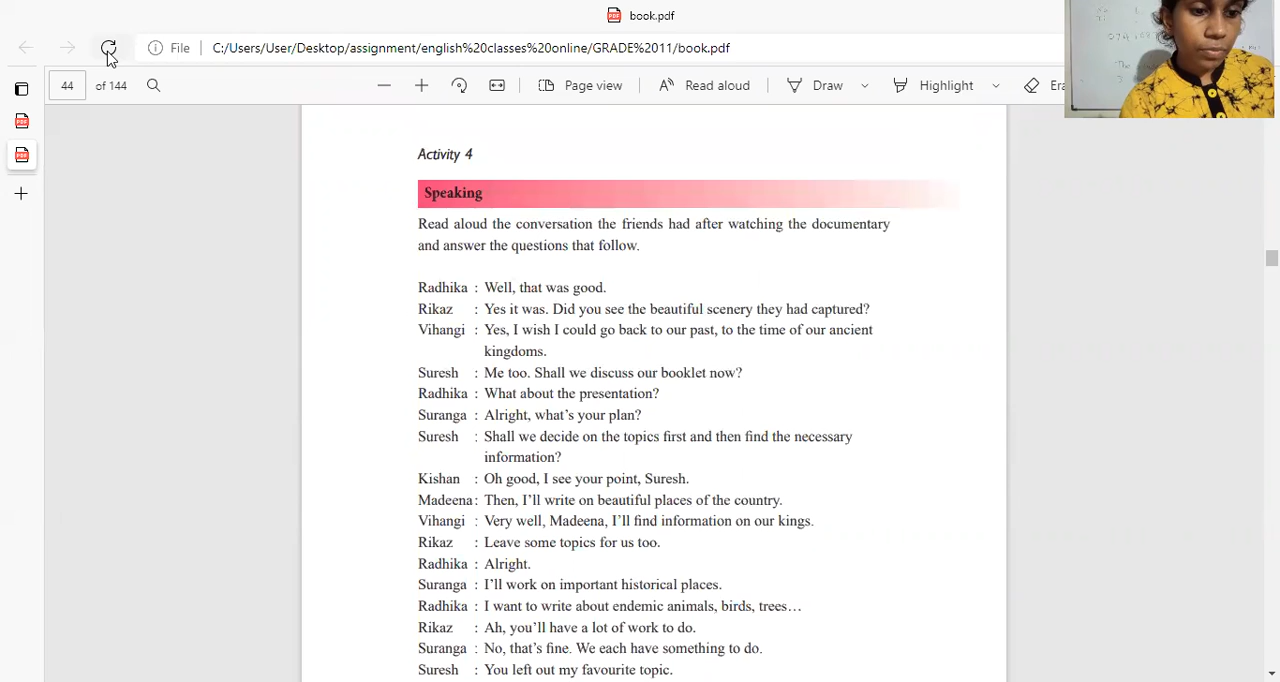 book.pdf
File C:/Users/User/Desktop/assignment/english%20classes%20online/GRADE%2011/book.pdf
44 of 144 Page view Read aloud Draw Highlight
Activity 4
Speaking
Read aloud the conversation the friends had after watching the documentary
and answer the questions that follow.
Radhika : Well, that was good.
Rikaz : Yes it was. Did you see the beautiful scenery they had captured?
Vihangi : Yes, I wish I could go back to our past, to the time of our ancient
kingdoms.
Suresh : Me too. Shall we discuss our booklet now?
Radhika : What about the presentation?
Suranga : Alright, what's your plan?
Suresh : Shall we decide on the topics first and then find the necessary
information?
Kishan : Oh good, I see your point, Suresh.
Madeena : Then, I'll write on beautiful places of the country.
Vihangi : Very well, Madeena, I'll find information on our kings.
Rikaz : Leave some topics for us too.
Radhika : Alright.
Suranga : I'll work on important historical places.
Radhika : I want to write about endemic animals, birds, trees…
Rikaz : Ah, you'll have a lot of work to do.
Suranga : No, that's fine. We each have something to do.
Suresh : You left out my favourite topic.